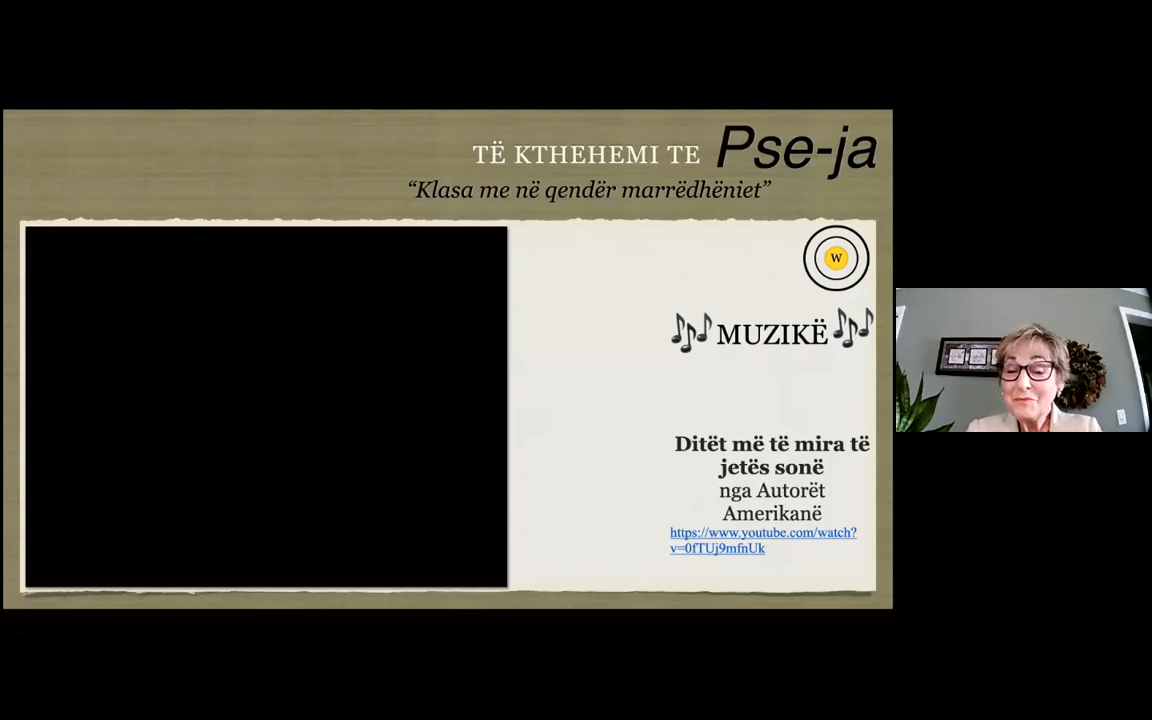 TË KTHEHEMI TE Pse-ja
“Klasa me në qendër marrëdhëniet”
W
MUZIKË
Ditët më të mira të
jetës sonë
nga Autorët
Amerikanë
https://www.youtube.com/watch?
v=0fTUj9mfnUk